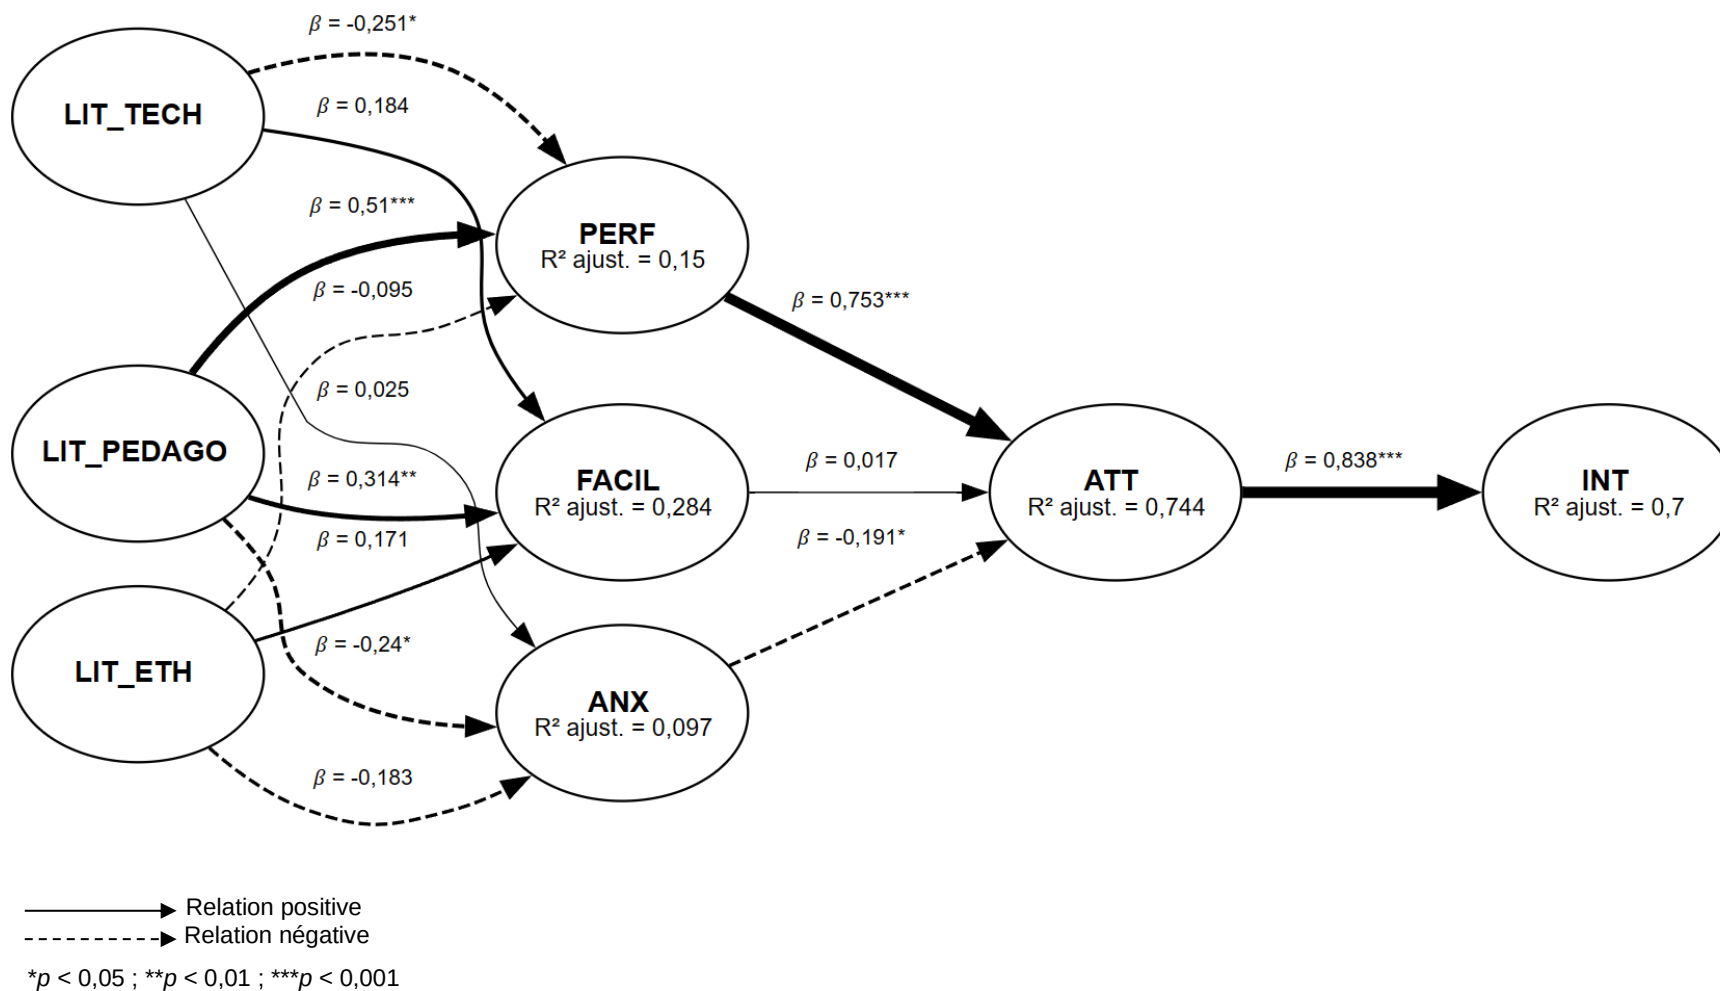 β = -0,251*
LIT_TECH
β = 0,184
β = 0,51***
PERF
R² ajust. = 0,15
β = -0,095
β = 0,753***
β = 0,025
LIT_PEDAGO
β = 0,314**
FACIL
R² ajust. = 0,284
β = 0,017
ATT
R² ajust. = 0,744
β = 0,838***
INT
R² ajust. = 0,7
β = 0,171
β = -0,191*
β = -0,24*
LIT_ETH
ANX
R² ajust. = 0,097
β = -0,183
Relation positive
Relation négative
*p < 0,05 ; **p < 0,01 ; ***p < 0,001